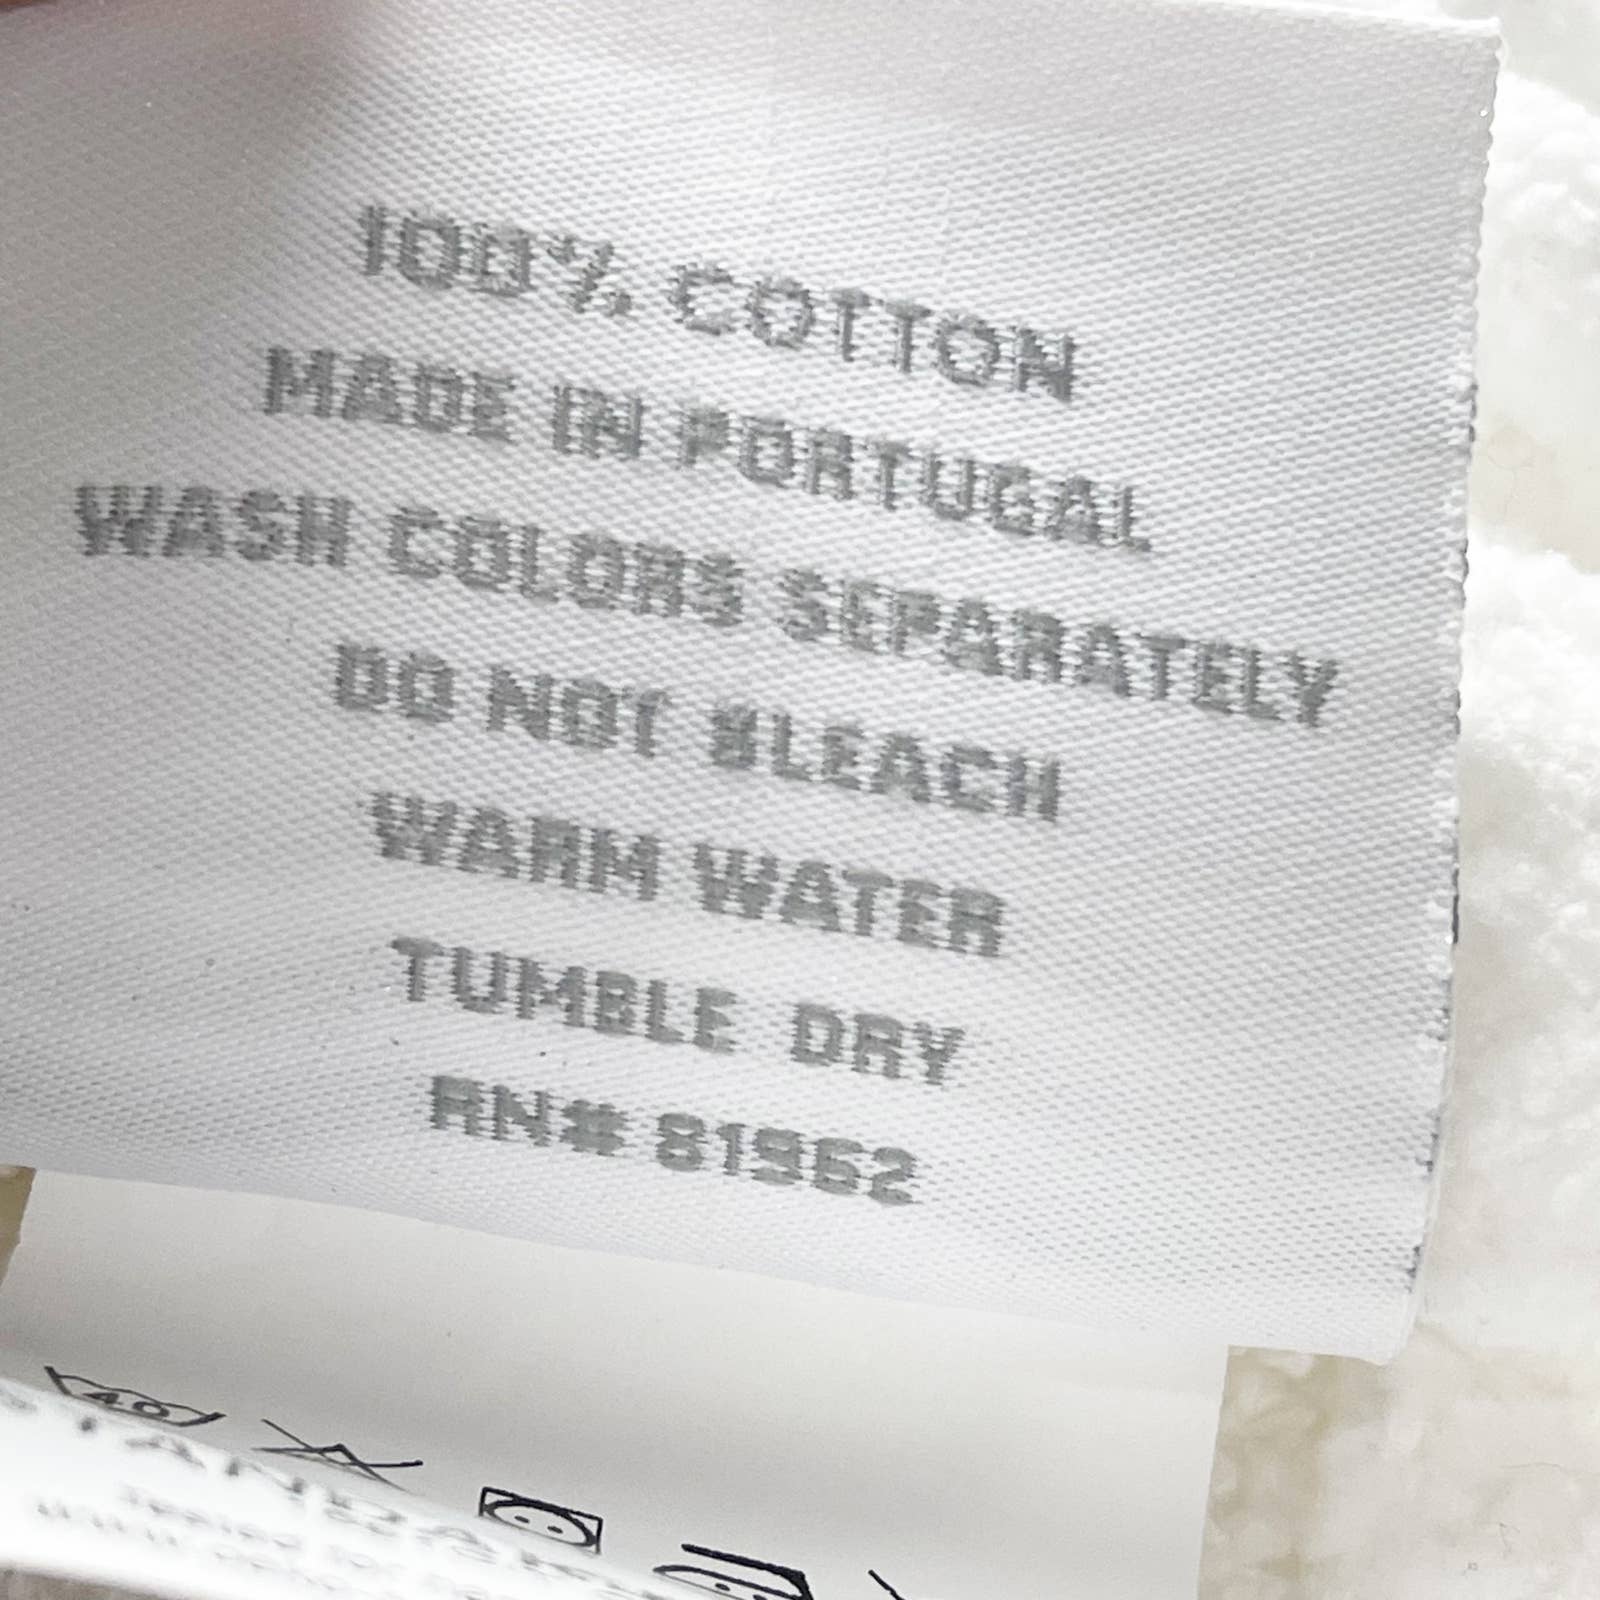 100% COTTON
MADE IN PORTUGAL
WASH COLORS SEPARATELY
DO NOT BLEACH
WARM WATER
TUMBLE DRY
RN# 81962
40